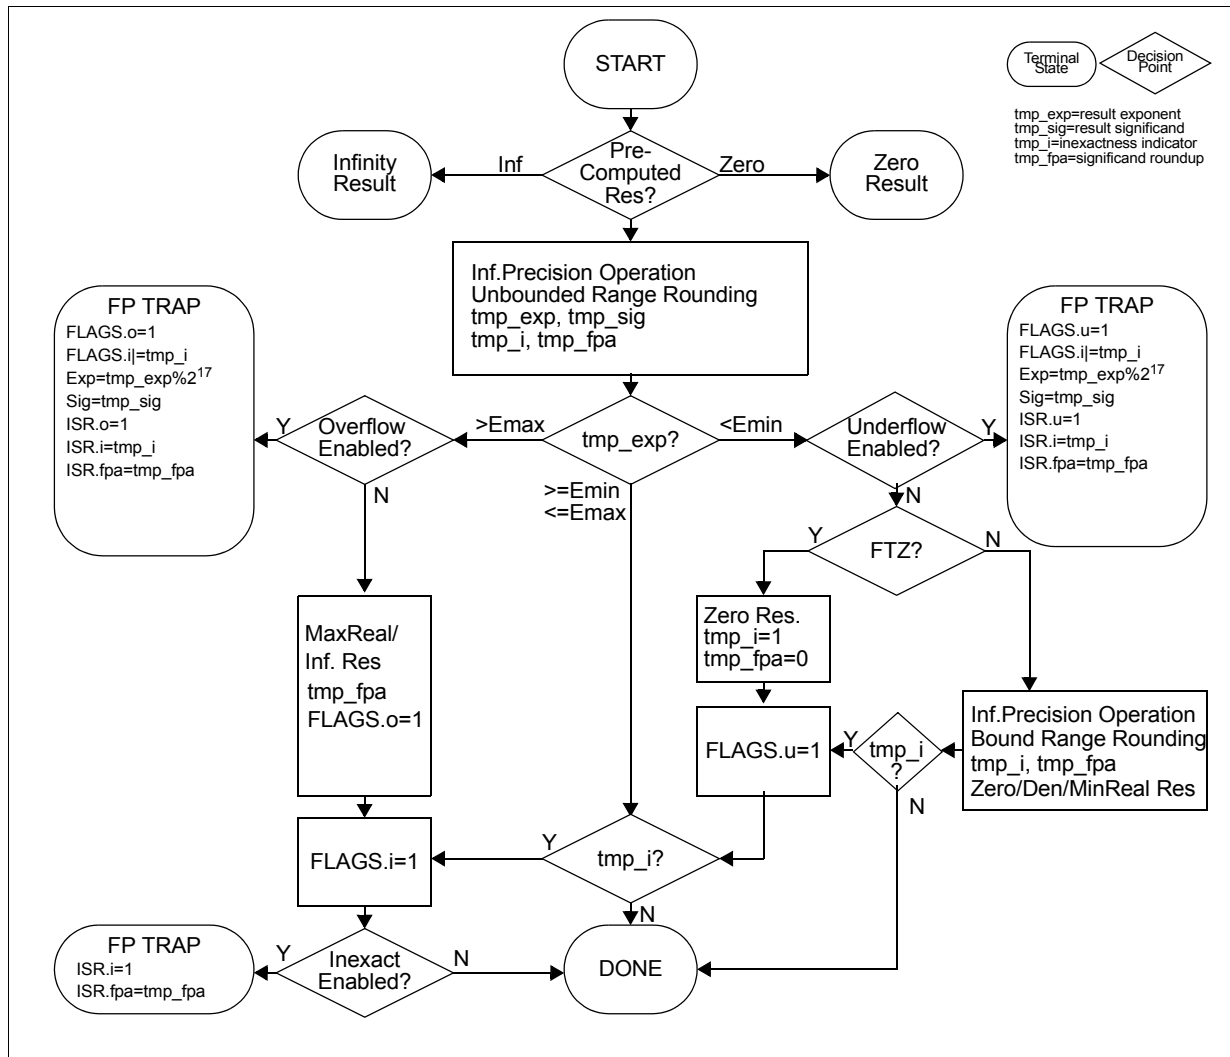 START
Terminal
State
Decision
Point
tmp_exp=result exponent
tmp_sig=result significand
tmp_i=inexactness indicator
tmp_fpa=significand roundup
Pre-
Computed
Res?
Inf
Zero
Infinity
Result
Zero
Result
Inf.Precision Operation
Unbounded Range Rounding
tmp_exp, tmp_sig
tmp_i, tmp_fpa
FP TRAP
FLAGS.o=1
FLAGS.i|=tmp_i
Exp=tmp_exp%2^17
Sig=tmp_sig
ISR.o=1
ISR.i=tmp_i
ISR.fpa=tmp_fpa
Y
Overflow
Enabled?
N
>Emax
tmp_exp?
<Emin
>=Emin
<=Emax
Underflow
Enabled?
Y
N
FP TRAP
FLAGS.u=1
FLAGS.i|=tmp_i
Exp=tmp_exp%2^17
Sig=tmp_sig
ISR.u=1
ISR.i=tmp_i
ISR.fpa=tmp_fpa
Y
FTZ?
N
Zero Res.
tmp_i=1
tmp_fpa=0
MaxReal/
Inf. Res
tmp_fpa
FLAGS.o=1
FLAGS.u=1
Y
tmp_i
?
N
Inf.Precision Operation
Bound Range Rounding
tmp_i, tmp_fpa
Zero/Den/MinReal Res
FLAGS.i=1
Y
tmp_i?
N
FP TRAP
ISR.i=1
ISR.fpa=tmp_fpa
Y
Inexact
Enabled?
N
DONE